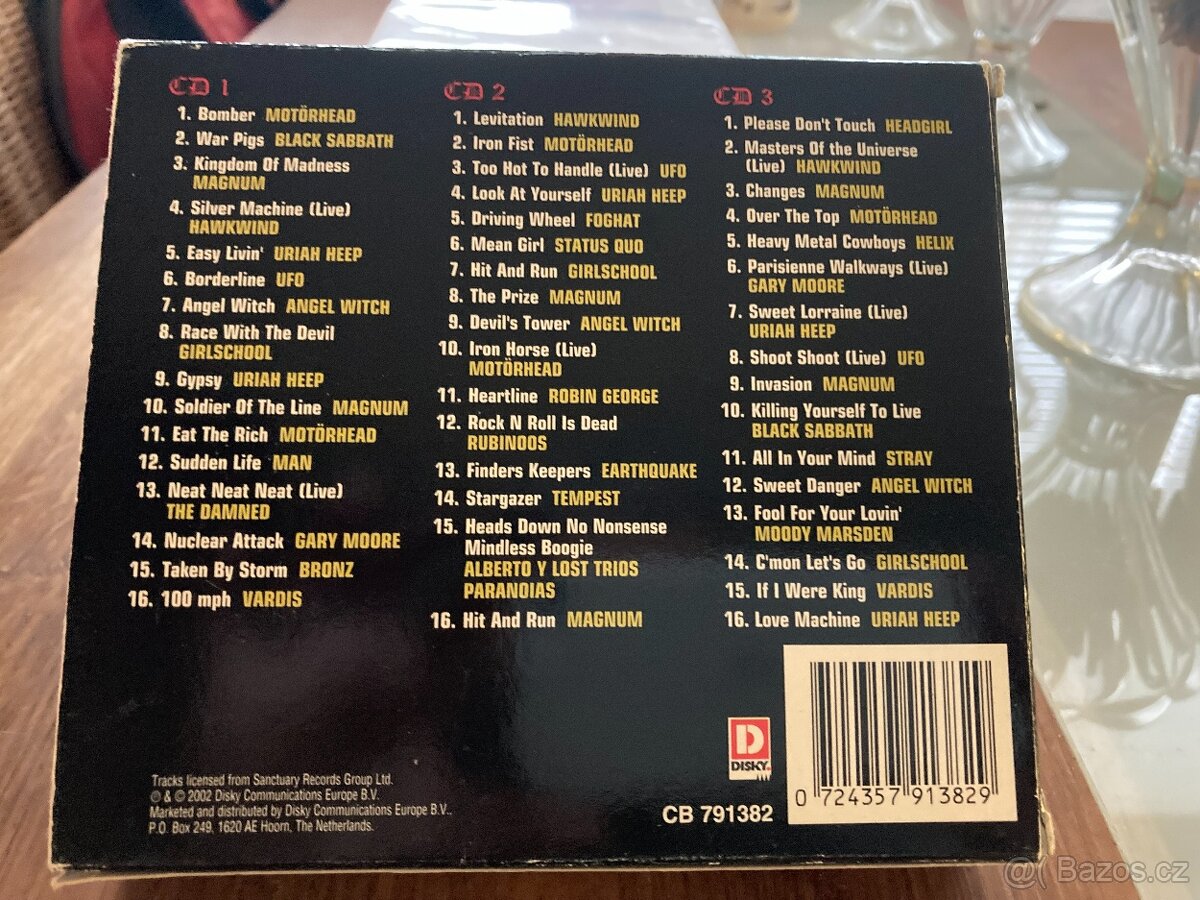 CD 1
1. Bomber MOTÖRHEAD
2. War Pigs BLACK SABBATH
3. Kingdom Of Madness
MAGNUM
4. Silver Machine (Live)
HAWKWIND
5. Easy Livin' URIAH HEEP
6. Borderline UFO
7. Angel Witch ANGEL WITCH
8. Race With The Devil
GIRLSCHOOL
9. Gypsy URIAH HEEP
10. Soldier Of The Line MAGNUM
11. Eat The Rich MOTÖRHEAD
12. Sudden Life MAN
13. Neat Neat Neat (Live)
THE DAMNED
14. Nuclear Attack GARY MOORE
15. Taken By Storm BRONZ
16. 100 mph VARDIS
CD 2
1. Levitation HAWKWIND
2. Iron Fist MOTÖRHEAD
3. Too Hot To Handle (Live) UFO
4. Look At Yourself URIAH HEEP
5. Driving Wheel FOGHAT
6. Mean Girl STATUS QUO
7. Hit And Run GIRLSCHOOL
8. The Prize MAGNUM
9. Devil's Tower ANGEL WITCH
10. Iron Horse (Live)
MOTÖRHEAD
11. Heartline ROBIN GEORGE
12. Rock N Roll Is Dead
RUBINOOS
13. Finders Keepers EARTHQUAKE
14. Stargazer TEMPEST
15. Heads Down No Nonsense
Mindless Boogie
ALBERTO Y LOST TRIOS
PARANOIAS
16. Hit And Run MAGNUM
CD 3
1. Please Don't Touch HEADGIRL
2. Masters Of the Universe
(Live) HAWKWIND
3. Changes MAGNUM
4. Over The Top MOTÖRHEAD
5. Heavy Metal Cowboys HELIX
6. Parisienne Walkways (Live)
GARY MOORE
7. Sweet Lorraine (Live)
URIAH HEEP
8. Shoot Shoot (Live) UFO
9. Invasion MAGNUM
10. Killing Yourself To Live
BLACK SABBATH
11. All In Your Mind STRAY
12. Sweet Danger ANGEL WITCH
13. Fool For Your Lovin'
MOODY MARSDEN
14. C'mon Let's Go GIRLSCHOOL
15. If I Were King VARDIS
16. Love Machine URIAH HEEP
Tracks licensed from Sanctuary Records Group Ltd.
℗ & © 2002 Disky Communications Europe B.V.
Marketed and distributed by Disky Communications Europe B.V..
P.O. Box 249, 1620 AE Hoorn, The Netherlands.
D
DISKY
CB 791382
0 724357 913829
@( Bazos.cz